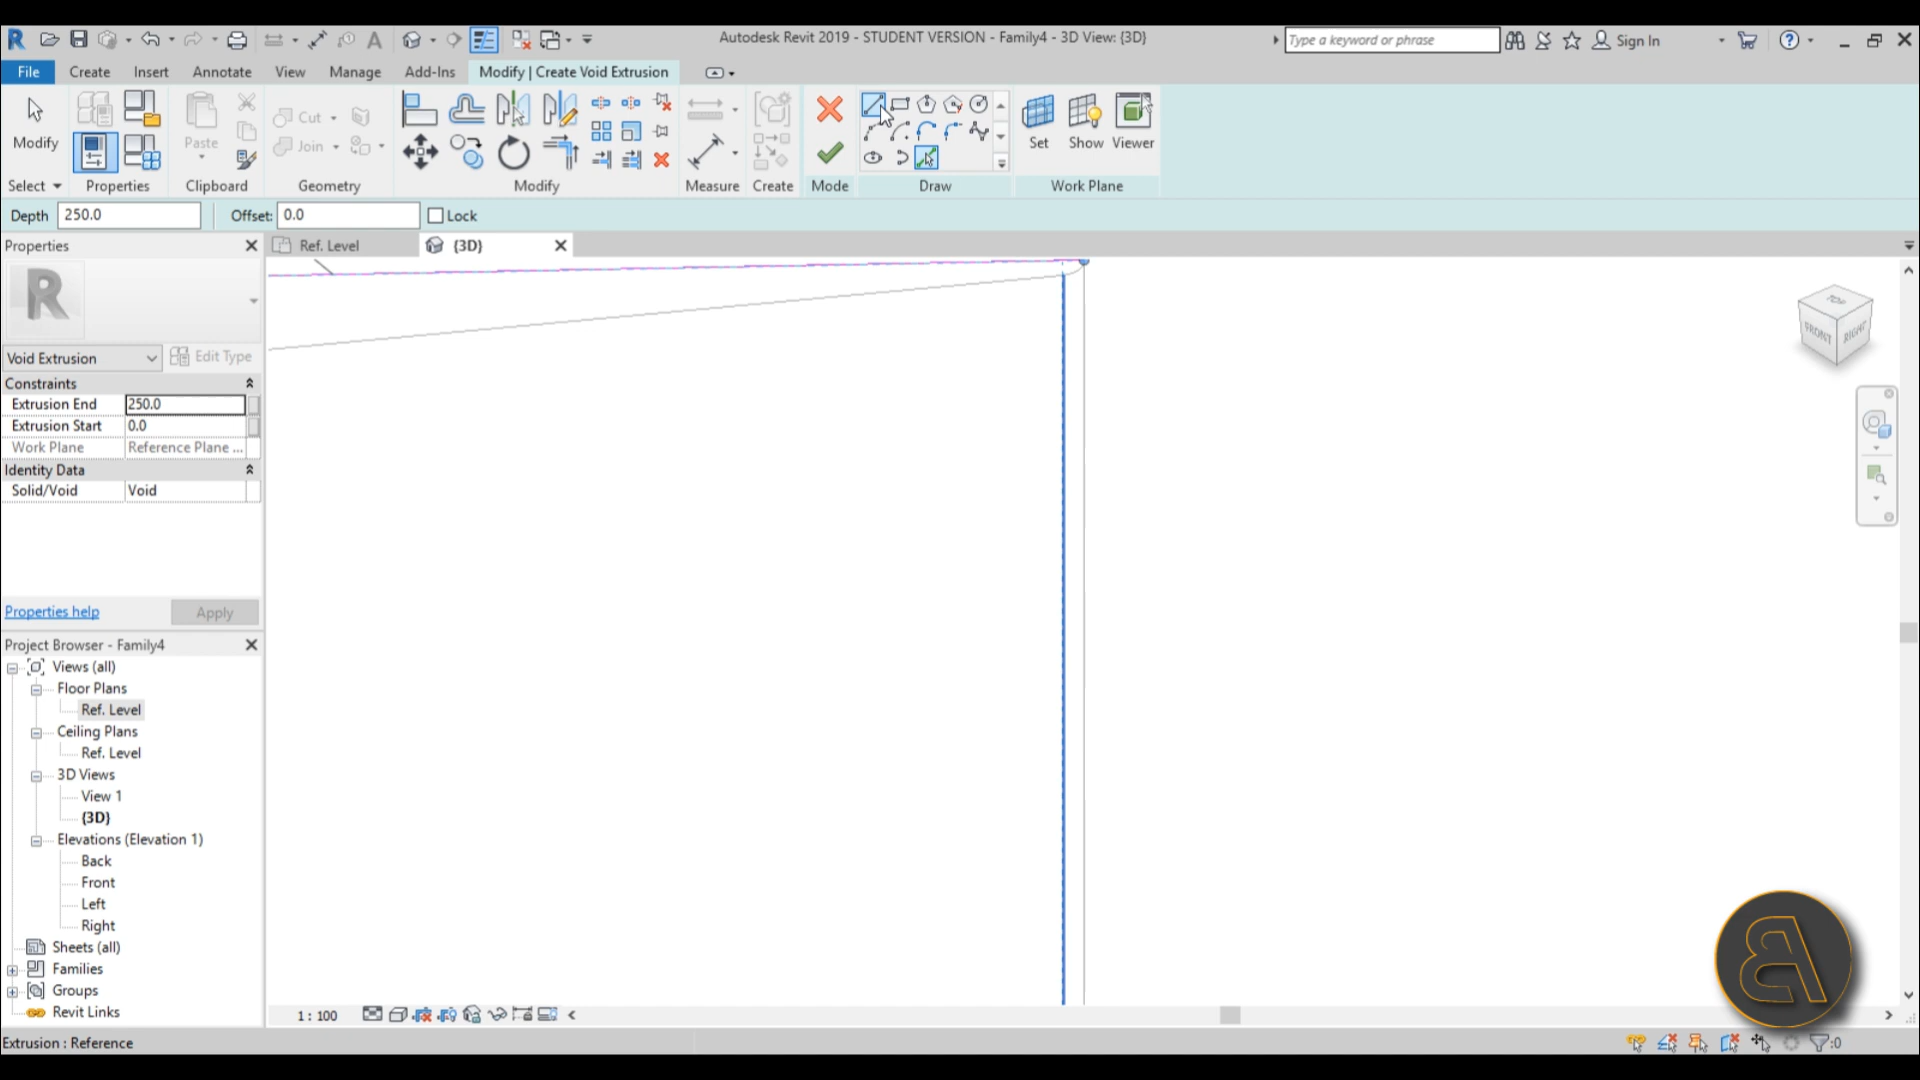 Autodesk Revit 2019 - STUDENT VERSION - Family4 - 3D View: {3D}
Type a keyword or phrase
Sign In
File Create Insert Annotate View Manage Add-Ins Modify | Create Void Extrusion
Modify
Paste
Cut
Join
Set Show Viewer
Select Properties Clipboard Geometry Modify Measure Create Mode Draw Work Plane
Depth 250.0 Offset: 0.0 Lock
Properties
Ref. Level
{3D}
R
Void Extrusion
Edit Type
Constraints
Extrusion End 250.0
Extrusion Start 0.0
Work Plane Reference Plane ...
Identity Data
Solid/Void Void
Properties help
Apply
TOP
FRONT
RIGHT
Project Browser - Family4
Views (all)
Floor Plans
Ref. Level
Ceiling Plans
Ref. Level
3D Views
View 1
{3D}
Elevations (Elevation 1)
Back
Front
Left
Right
Sheets (all)
Families
Groups
Revit Links
1 : 100
Extrusion : Reference
:0